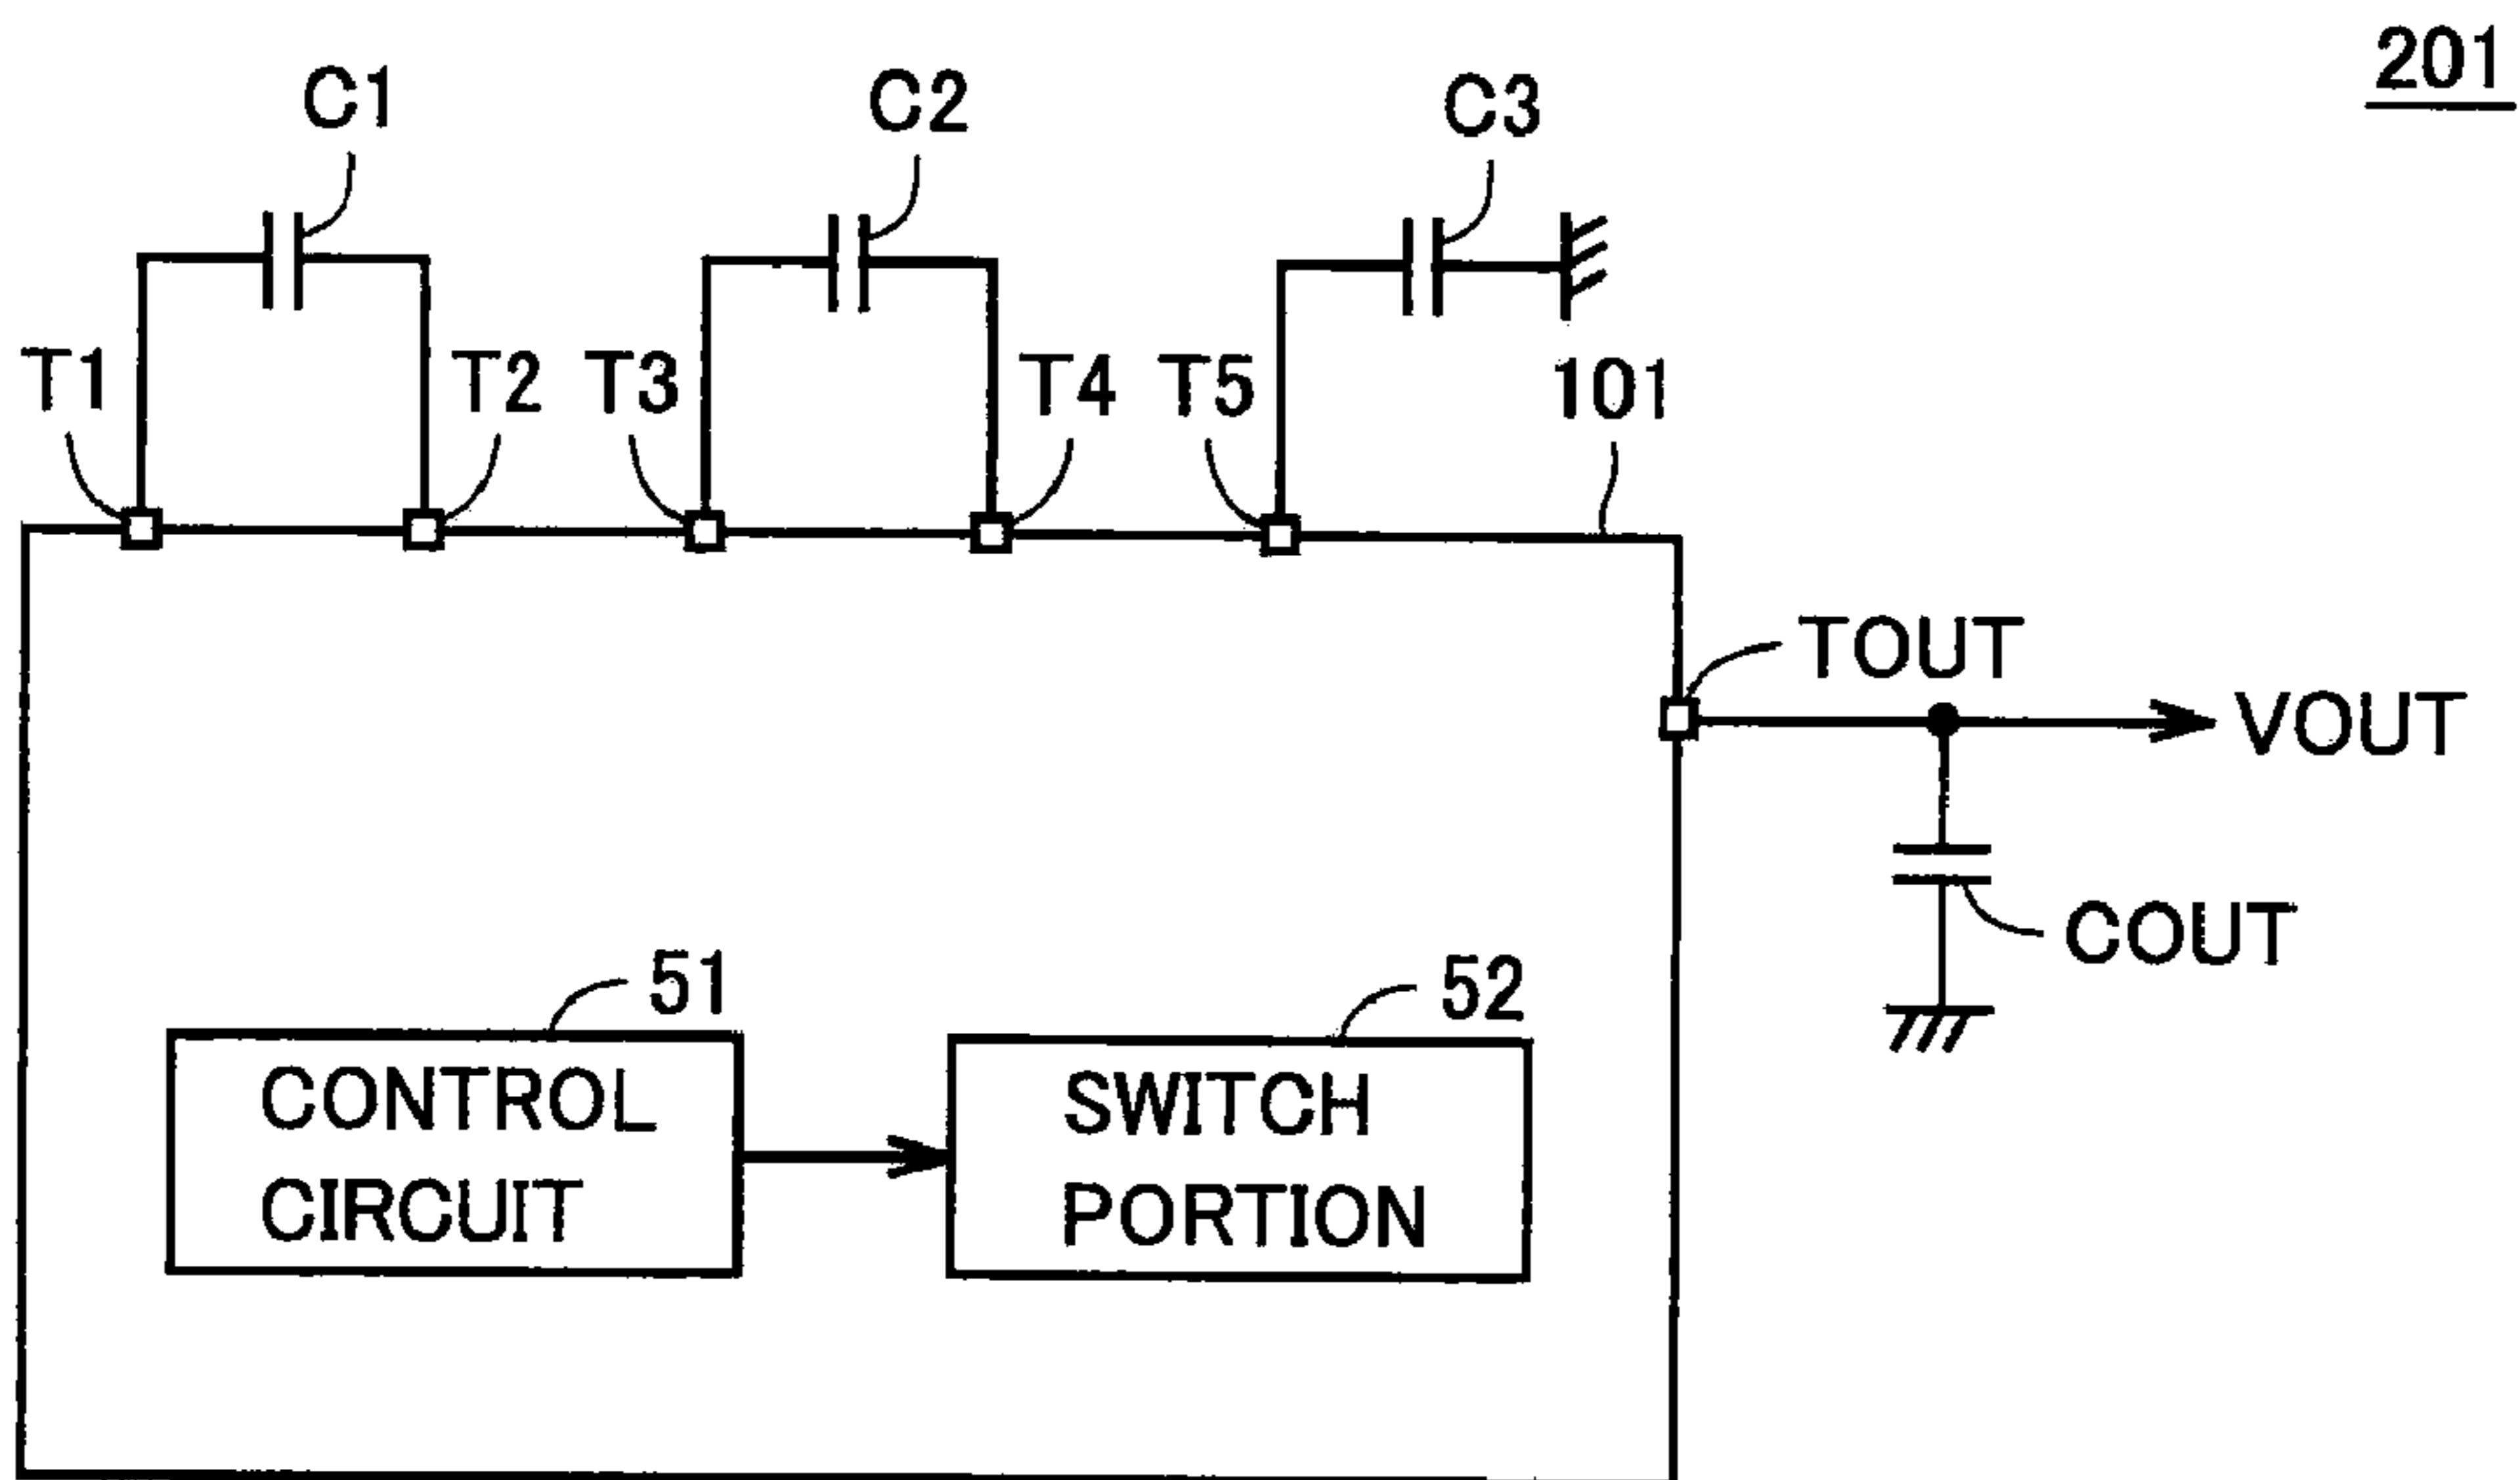 201
C1
C2
C3
T1
T2
T3
T4
T5
101
TOUT
VOUT
COUT
51
52
CONTROL
CIRCUIT
SWITCH
PORTION